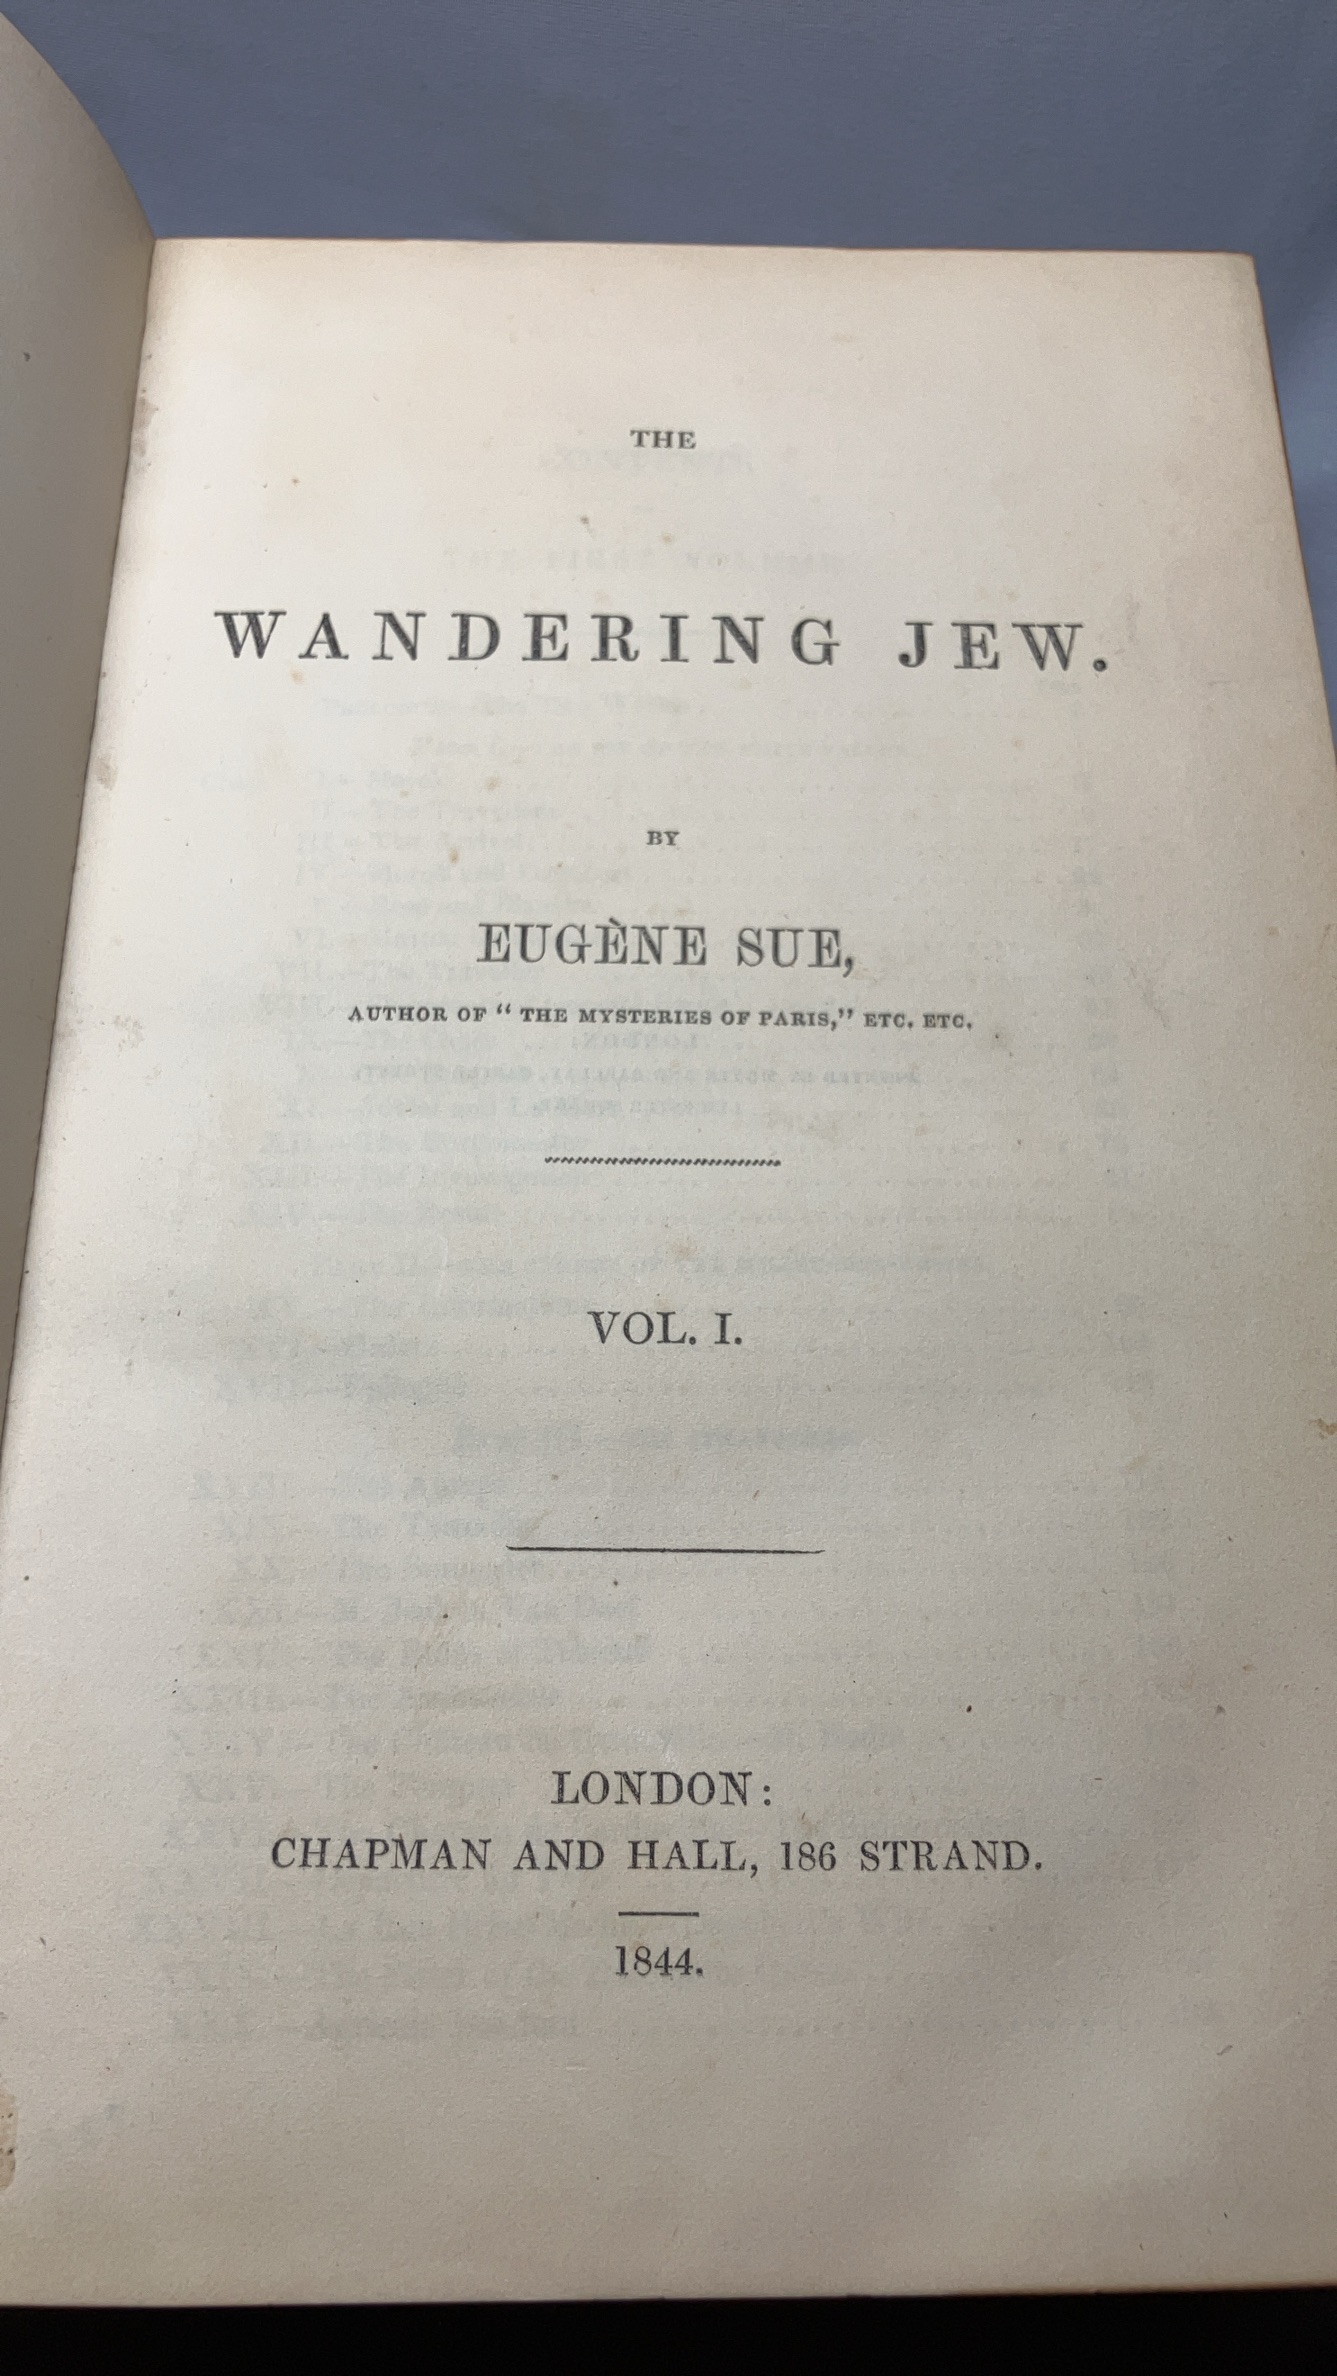 THE
WANDERING JEW.
BY
EUGÈNE SUE,
AUTHOR OF “ THE MYSTERIES OF PARIS,” ETC. ETC.
VOL. I.
LONDON:
CHAPMAN AND HALL, 186 STRAND.
1844.